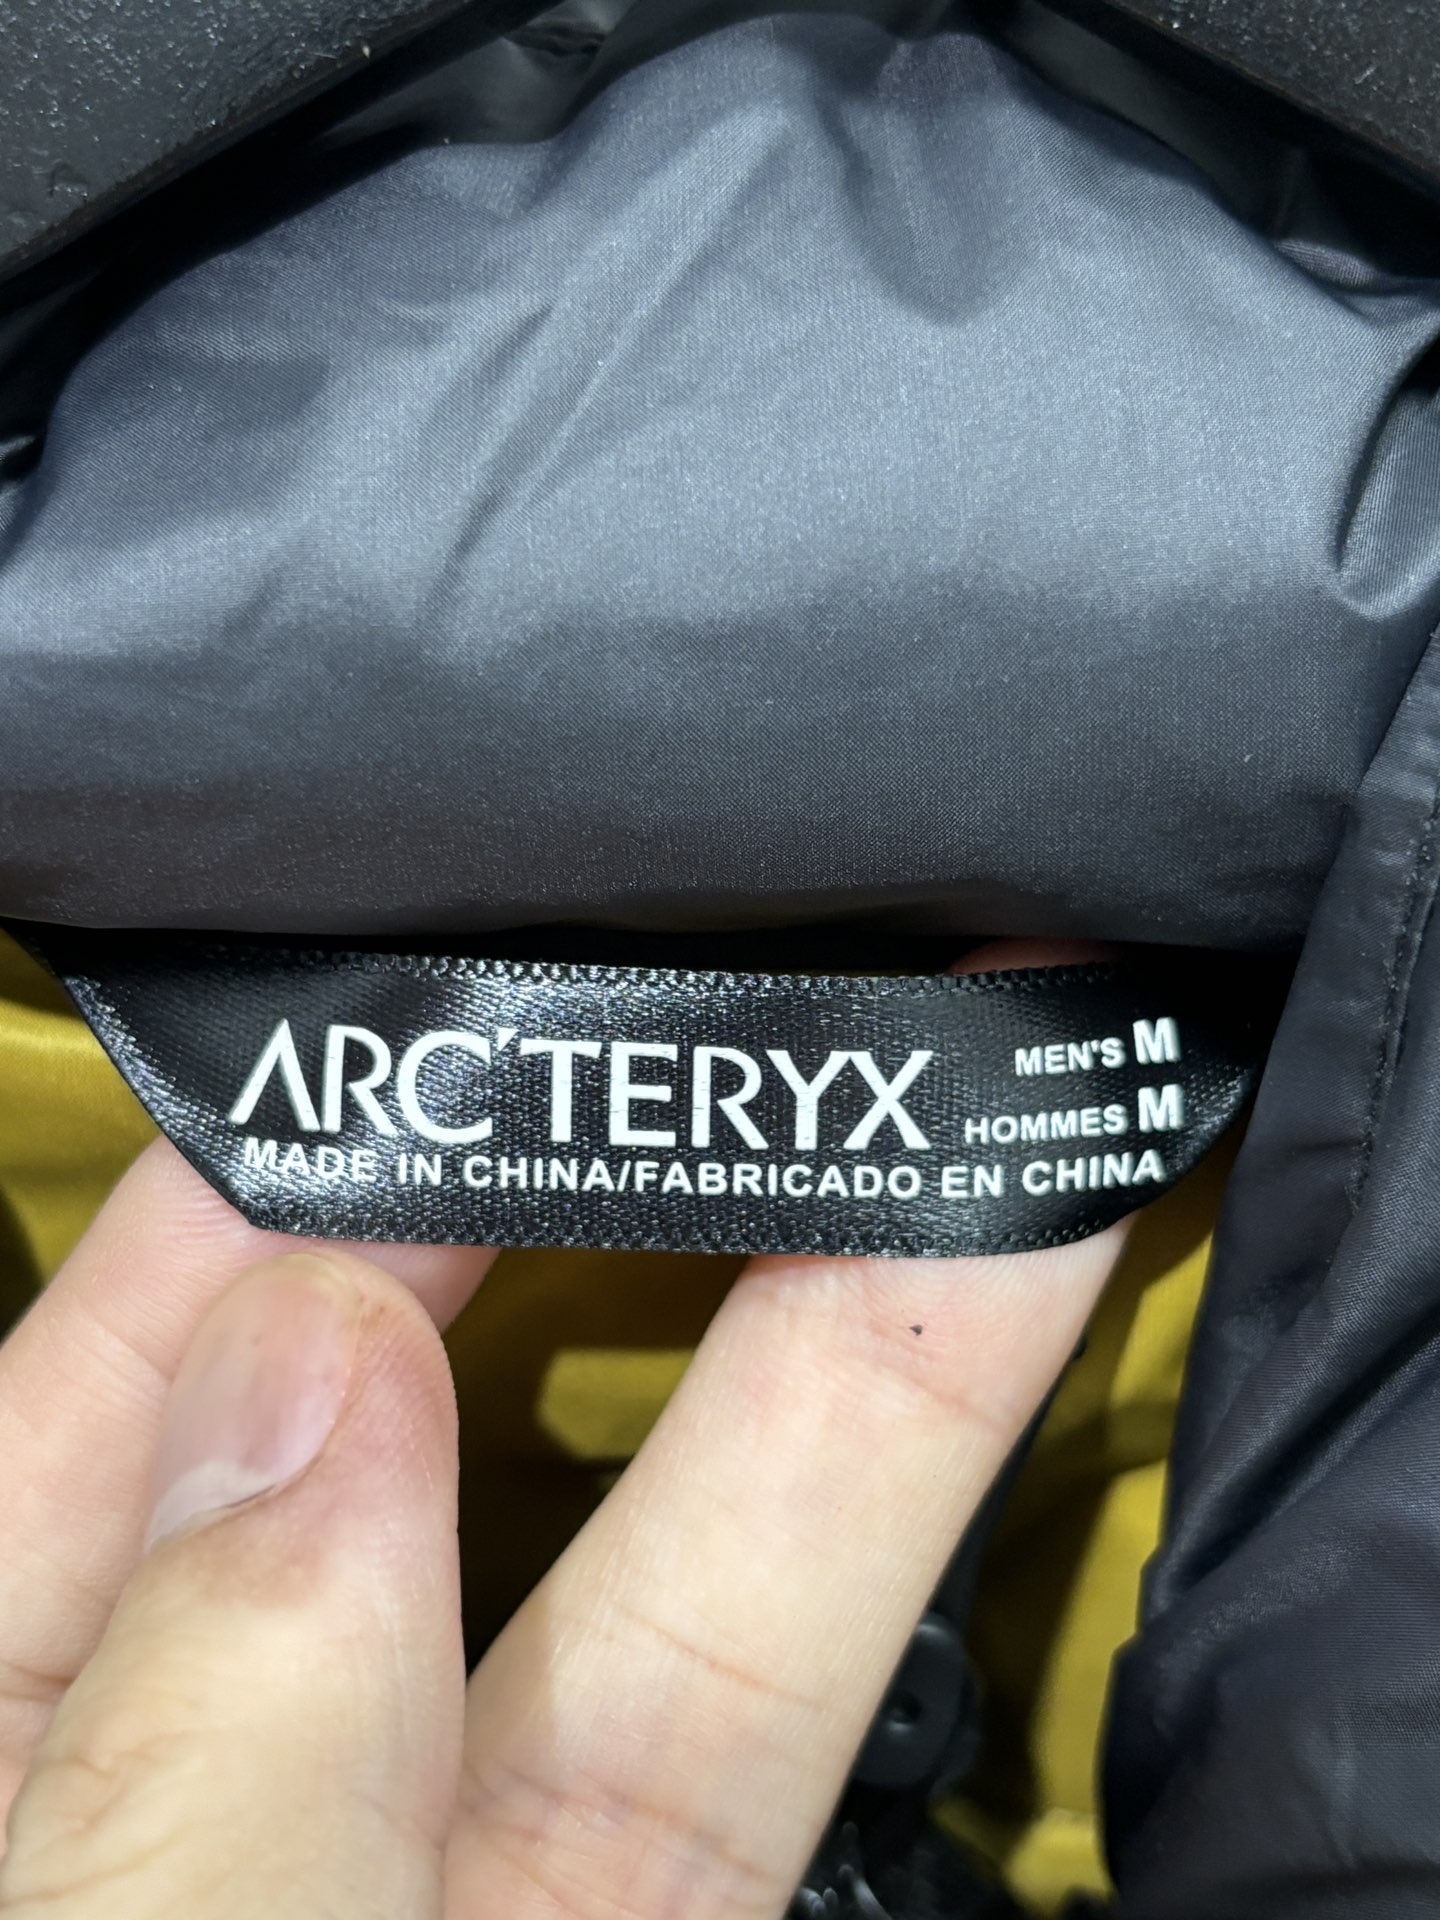 ARC'TERYX
MEN'S M
HOMMES M
MADE IN CHINA/FABRICADO EN CHINA